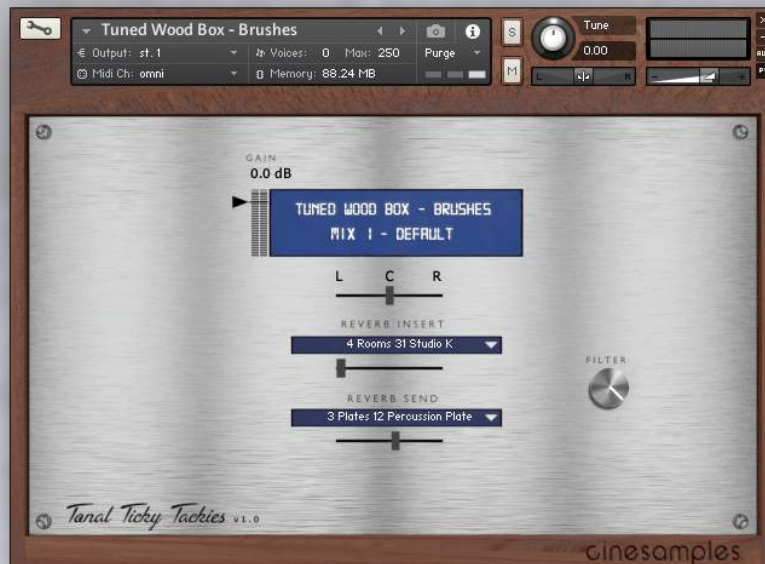 Tuned Wood Box - Brushes
Output: st. 1
Voices: 0 Max: 250 Purge
Midi Ch: omni
Memory: 88.24 MB
S
M
Tune
0.00
L R
- +
GAIN
0.0 dB
TUNED WOOD BOX - BRUSHES
MIX 1 - DEFAULT
L C R
REVERB INSERT
4 Rooms 31 Studio K
FILTER
REVERB SEND
3 Plates 12 Percussion Plate
Tonal Ticky Tackies v1.0
cinesamples